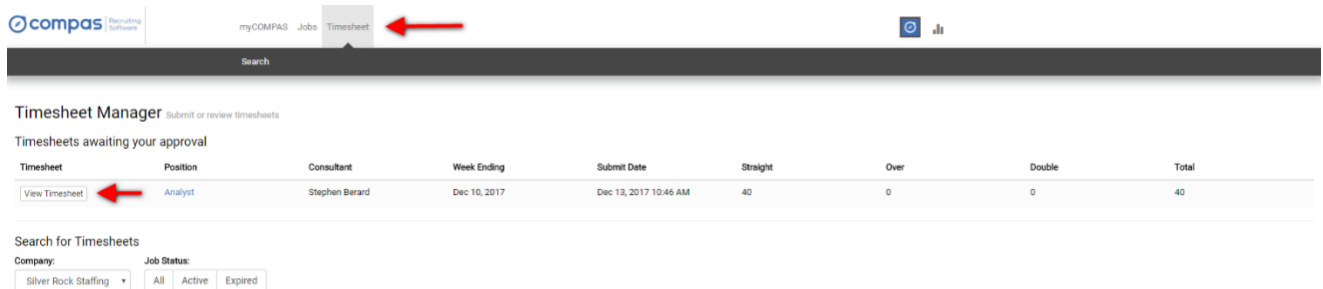 compas Recruiting Software
myCOMPAS Jobs Timesheet
Search
Timesheet Manager Submit or review timesheets
Timesheets awaiting your approval
Timesheet Position Consultant Week Ending Submit Date Straight Over Double Total
View Timesheet Analyst Stephen Berard Dec 10, 2017 Dec 13, 2017 10:46 AM 40 0 0 40
Search for Timesheets
Company: Job Status:
Silver Rock Staffing All Active Expired